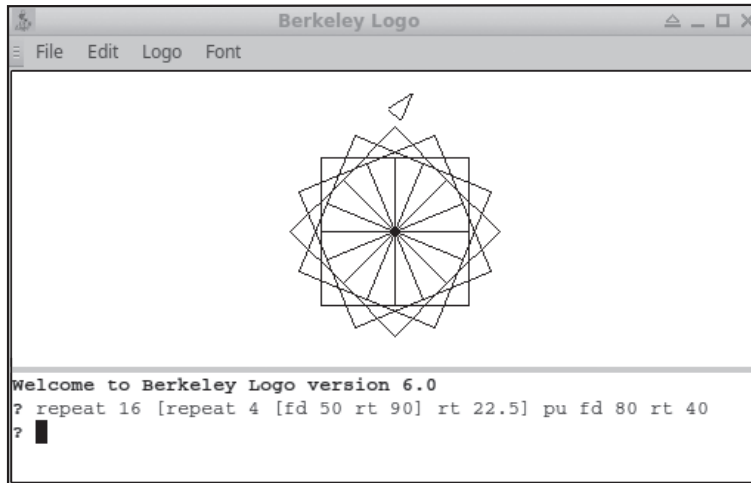 Berkeley Logo
File Edit Logo Font
Welcome to Berkeley Logo version 6.0
? repeat 16 [repeat 4 [fd 50 rt 90] rt 22.5] pu fd 80 rt 40
?